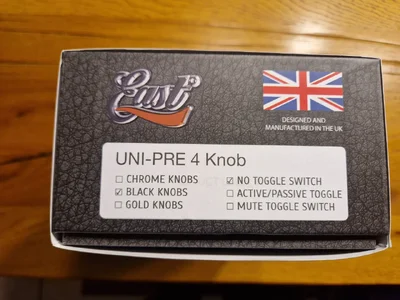 East
DESIGNED AND
MANUFACTURED IN THE UK
UNI-PRE 4 Knob
☐ CHROME KNOBS
☑ BLACK KNOBS
☐ GOLD KNOBS
☑ NO TOGGLE SWITCH
☐ ACTIVE/PASSIVE TOGGLE
☐ MUTE TOGGLE SWITCH